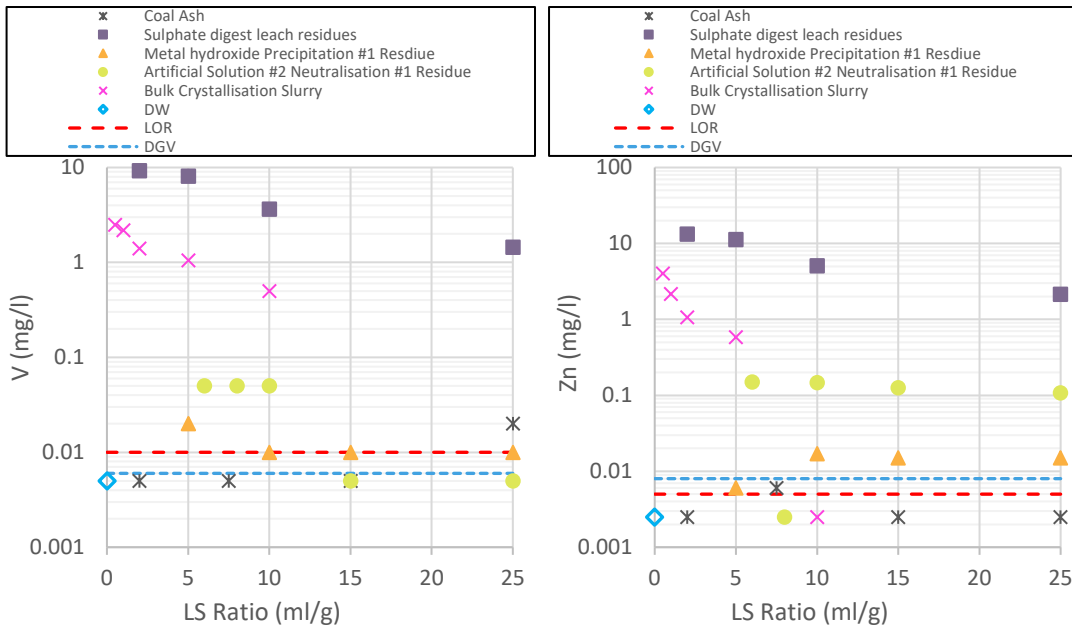 Coal Ash
Sulphate digest leach residues
Metal hydroxide Precipitation #1 Resdiue
Artificial Solution #2 Neutralisation #1 Residue
Bulk Crystallisation Slurry
DW
LOR
DGV
10
1
0.1
0.01
0.001
V (mg/l)
0 5 10 15 20 25
LS Ratio (ml/g)
Coal Ash
Sulphate digest leach residues
Metal hydroxide Precipitation #1 Resdiue
Artificial Solution #2 Neutralisation #1 Residue
Bulk Crystallisation Slurry
DW
LOR
DGV
100
10
1
0.1
0.01
0.001
Zn (mg/l)
0 5 10 15 20 25
LS Ratio (ml/g)